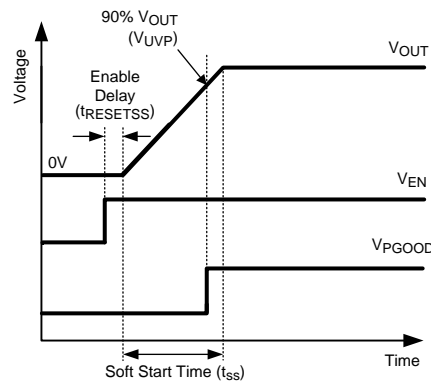 90% VOUT
(VUVP)
VOUT
Enable
Delay
(tRESETSS)
Voltage
0V
VEN
VPGOOD
Time
Soft Start Time (tSS)